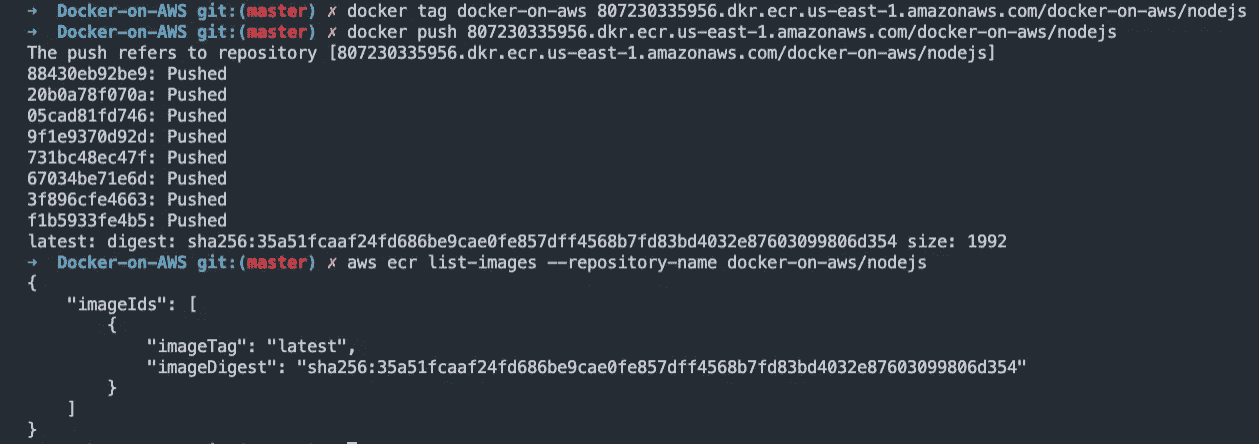 → Docker-on-AWS git:(master) ✗ docker tag docker-on-aws 807230335956.dkr.ecr.us-east-1.amazonaws.com/docker-on-aws/nodejs
→ Docker-on-AWS git:(master) ✗ docker push 807230335956.dkr.ecr.us-east-1.amazonaws.com/docker-on-aws/nodejs
The push refers to repository [807230335956.dkr.ecr.us-east-1.amazonaws.com/docker-on-aws/nodejs]
88430eb92be9: Pushed
20b0a78f070a: Pushed
05cad81fd746: Pushed
9f1e9370d92d: Pushed
731bc48ec47f: Pushed
67034be71e6d: Pushed
3f896cfe4663: Pushed
f1b5933fe4b5: Pushed
latest: digest: sha256:35a51fcaaf24fd686be9cae0fe857dff4568b7fd83bd4032e87603099806d354 size: 1992
→ Docker-on-AWS git:(master) ✗ aws ecr list-images --repository-name docker-on-aws/nodejs
{
    "imageIds": [
        {
            "imageTag": "latest",
            "imageDigest": "sha256:35a51fcaaf24fd686be9cae0fe857dff4568b7fd83bd4032e87603099806d354"
        }
    ]
}